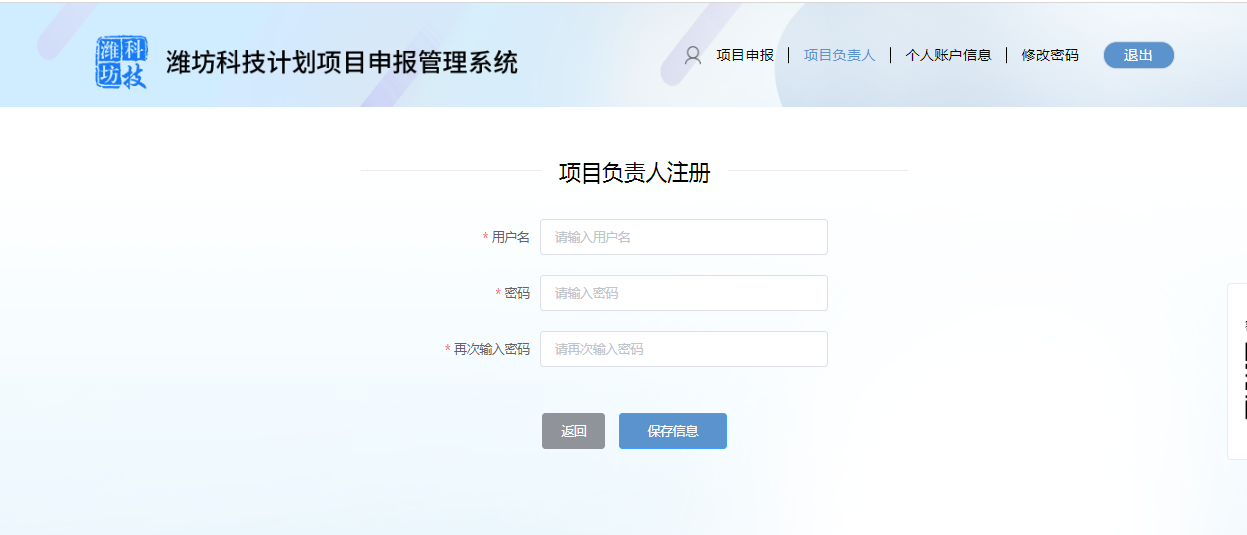 潍科
坊技
潍坊科技计划项目申报管理系统
项目申报
项目负责人
个人账户信息
修改密码
退出
项目负责人注册
* 用户名
请输入用户名
* 密码
请输入密码
* 再次输入密码
请再次输入密码
返回
保存信息